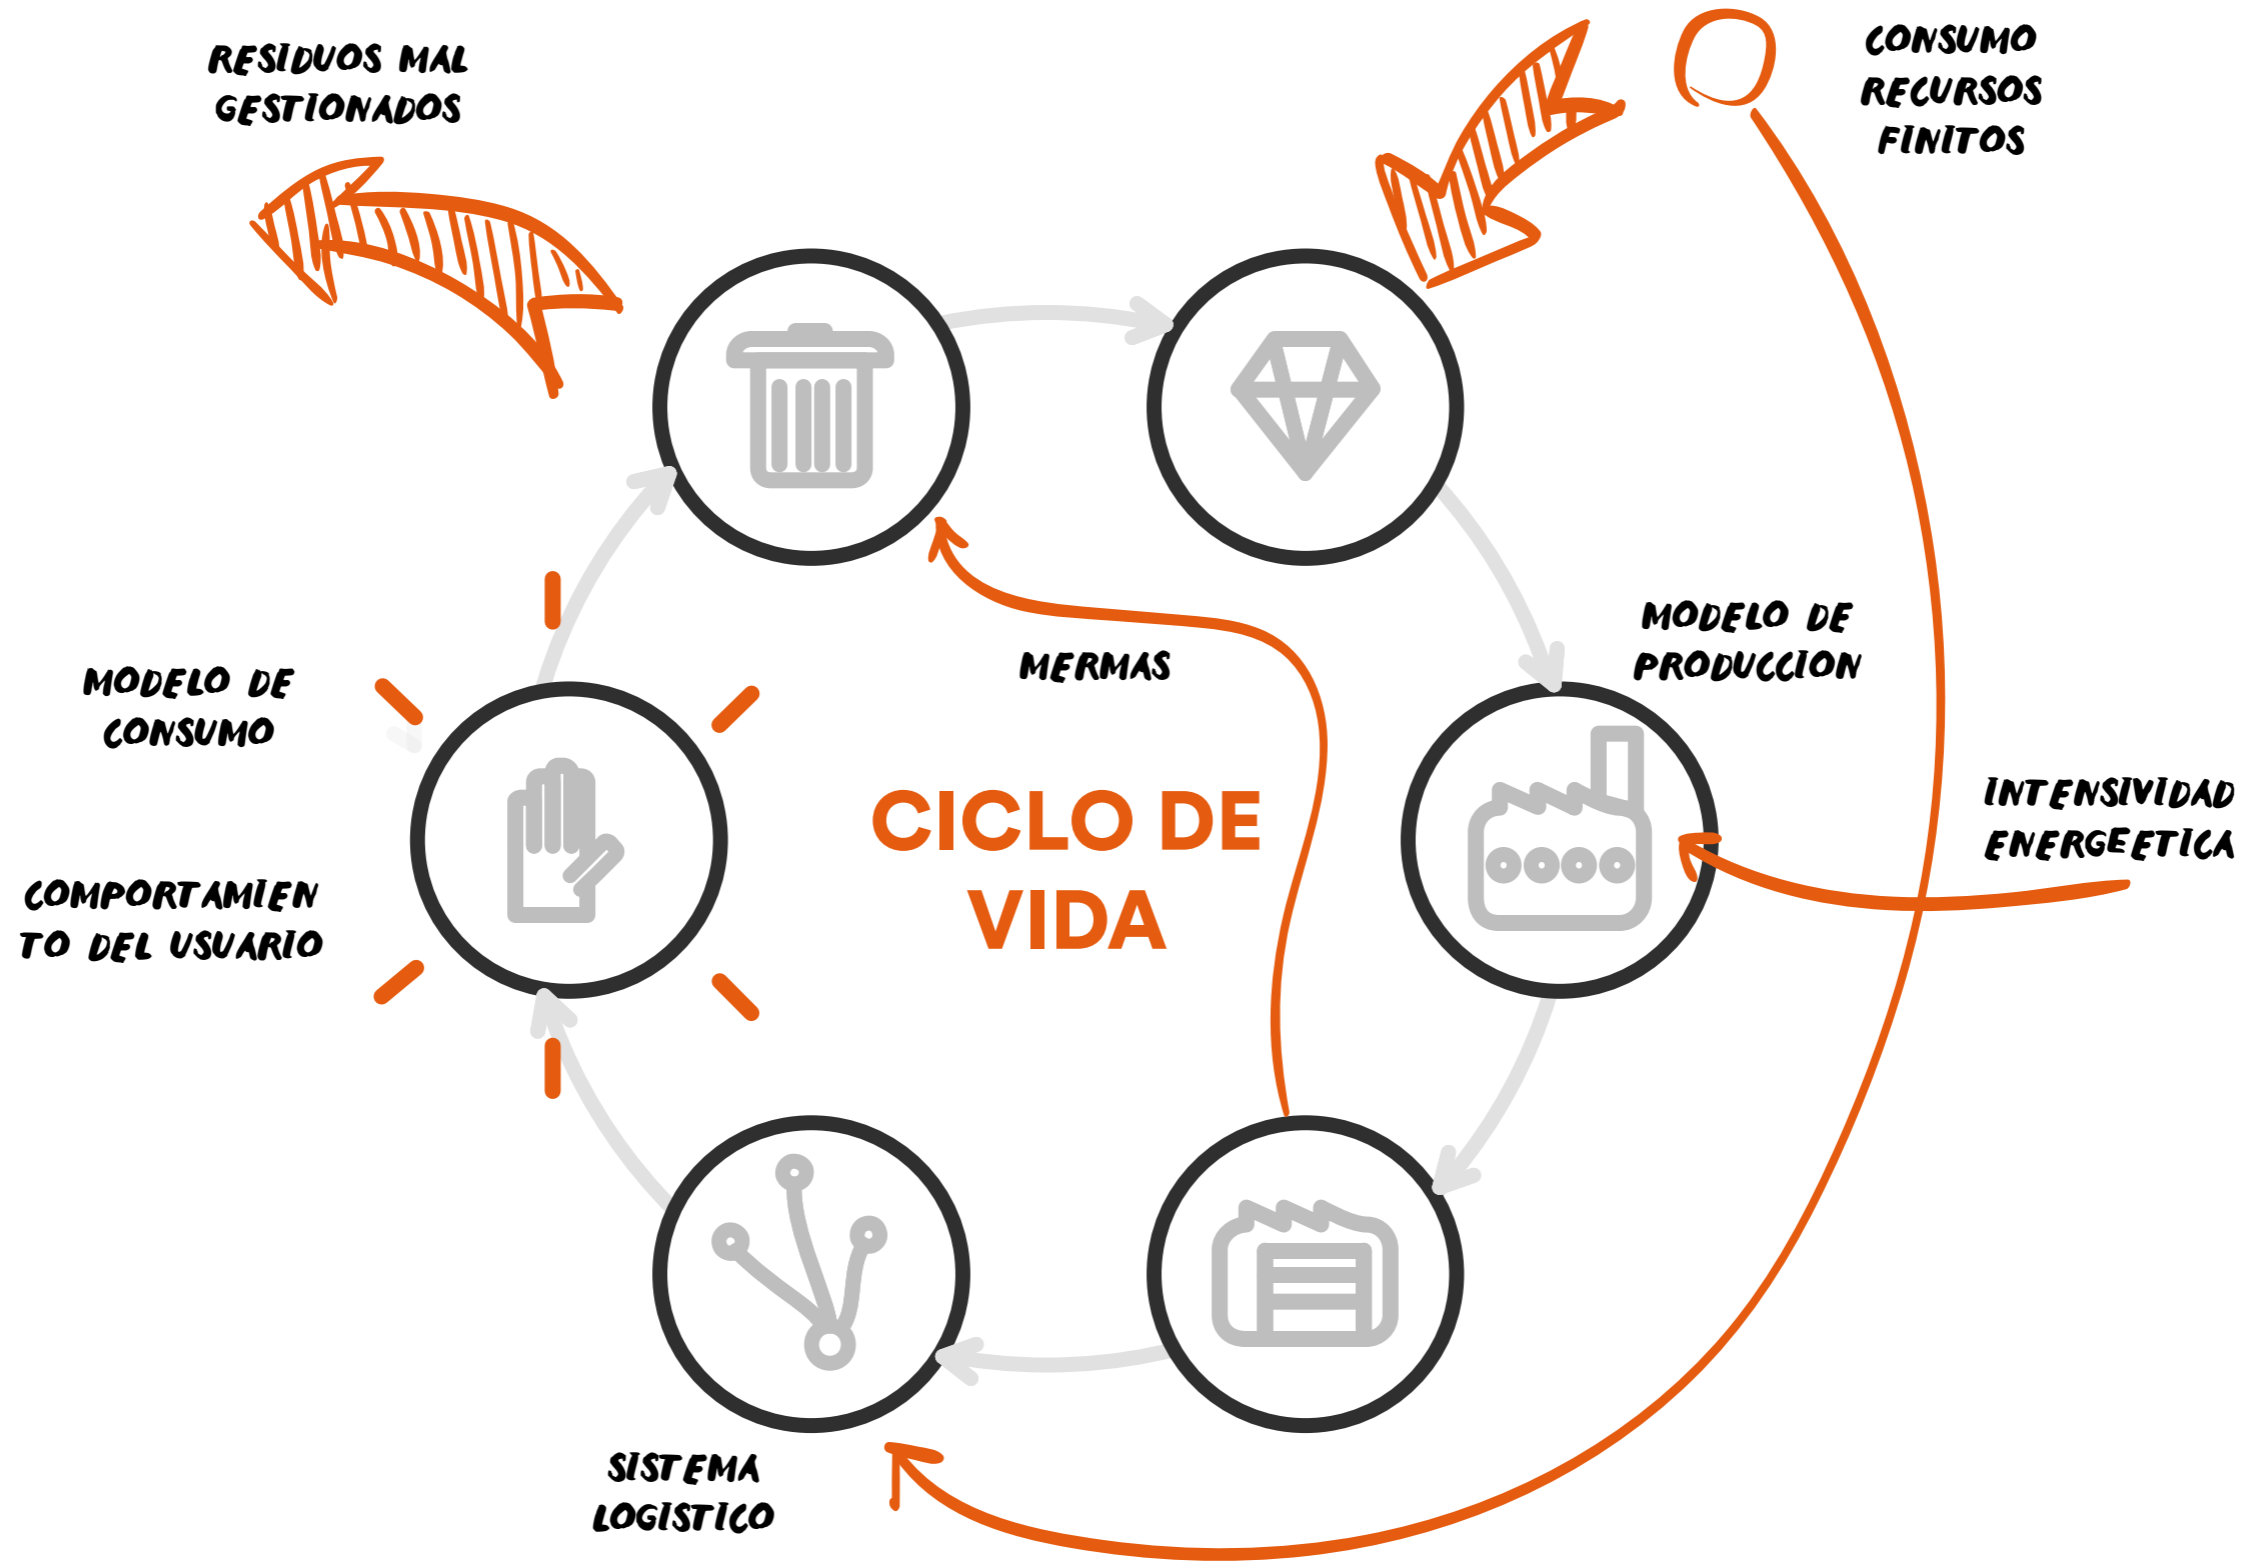 RESIDUOS MAL
GESTIONADOS
CONSUMO
RECURSOS
FINITOS
MODELO DE
PRODUCCION
MERMAS
MODELO DE
CONSUMO
INTENSIVIDAD
ENERGEETICA
CICLO DE
VIDA
COMPORTAMIEN
TO DEL USUARIO
SISTEMA
LOGISTICO